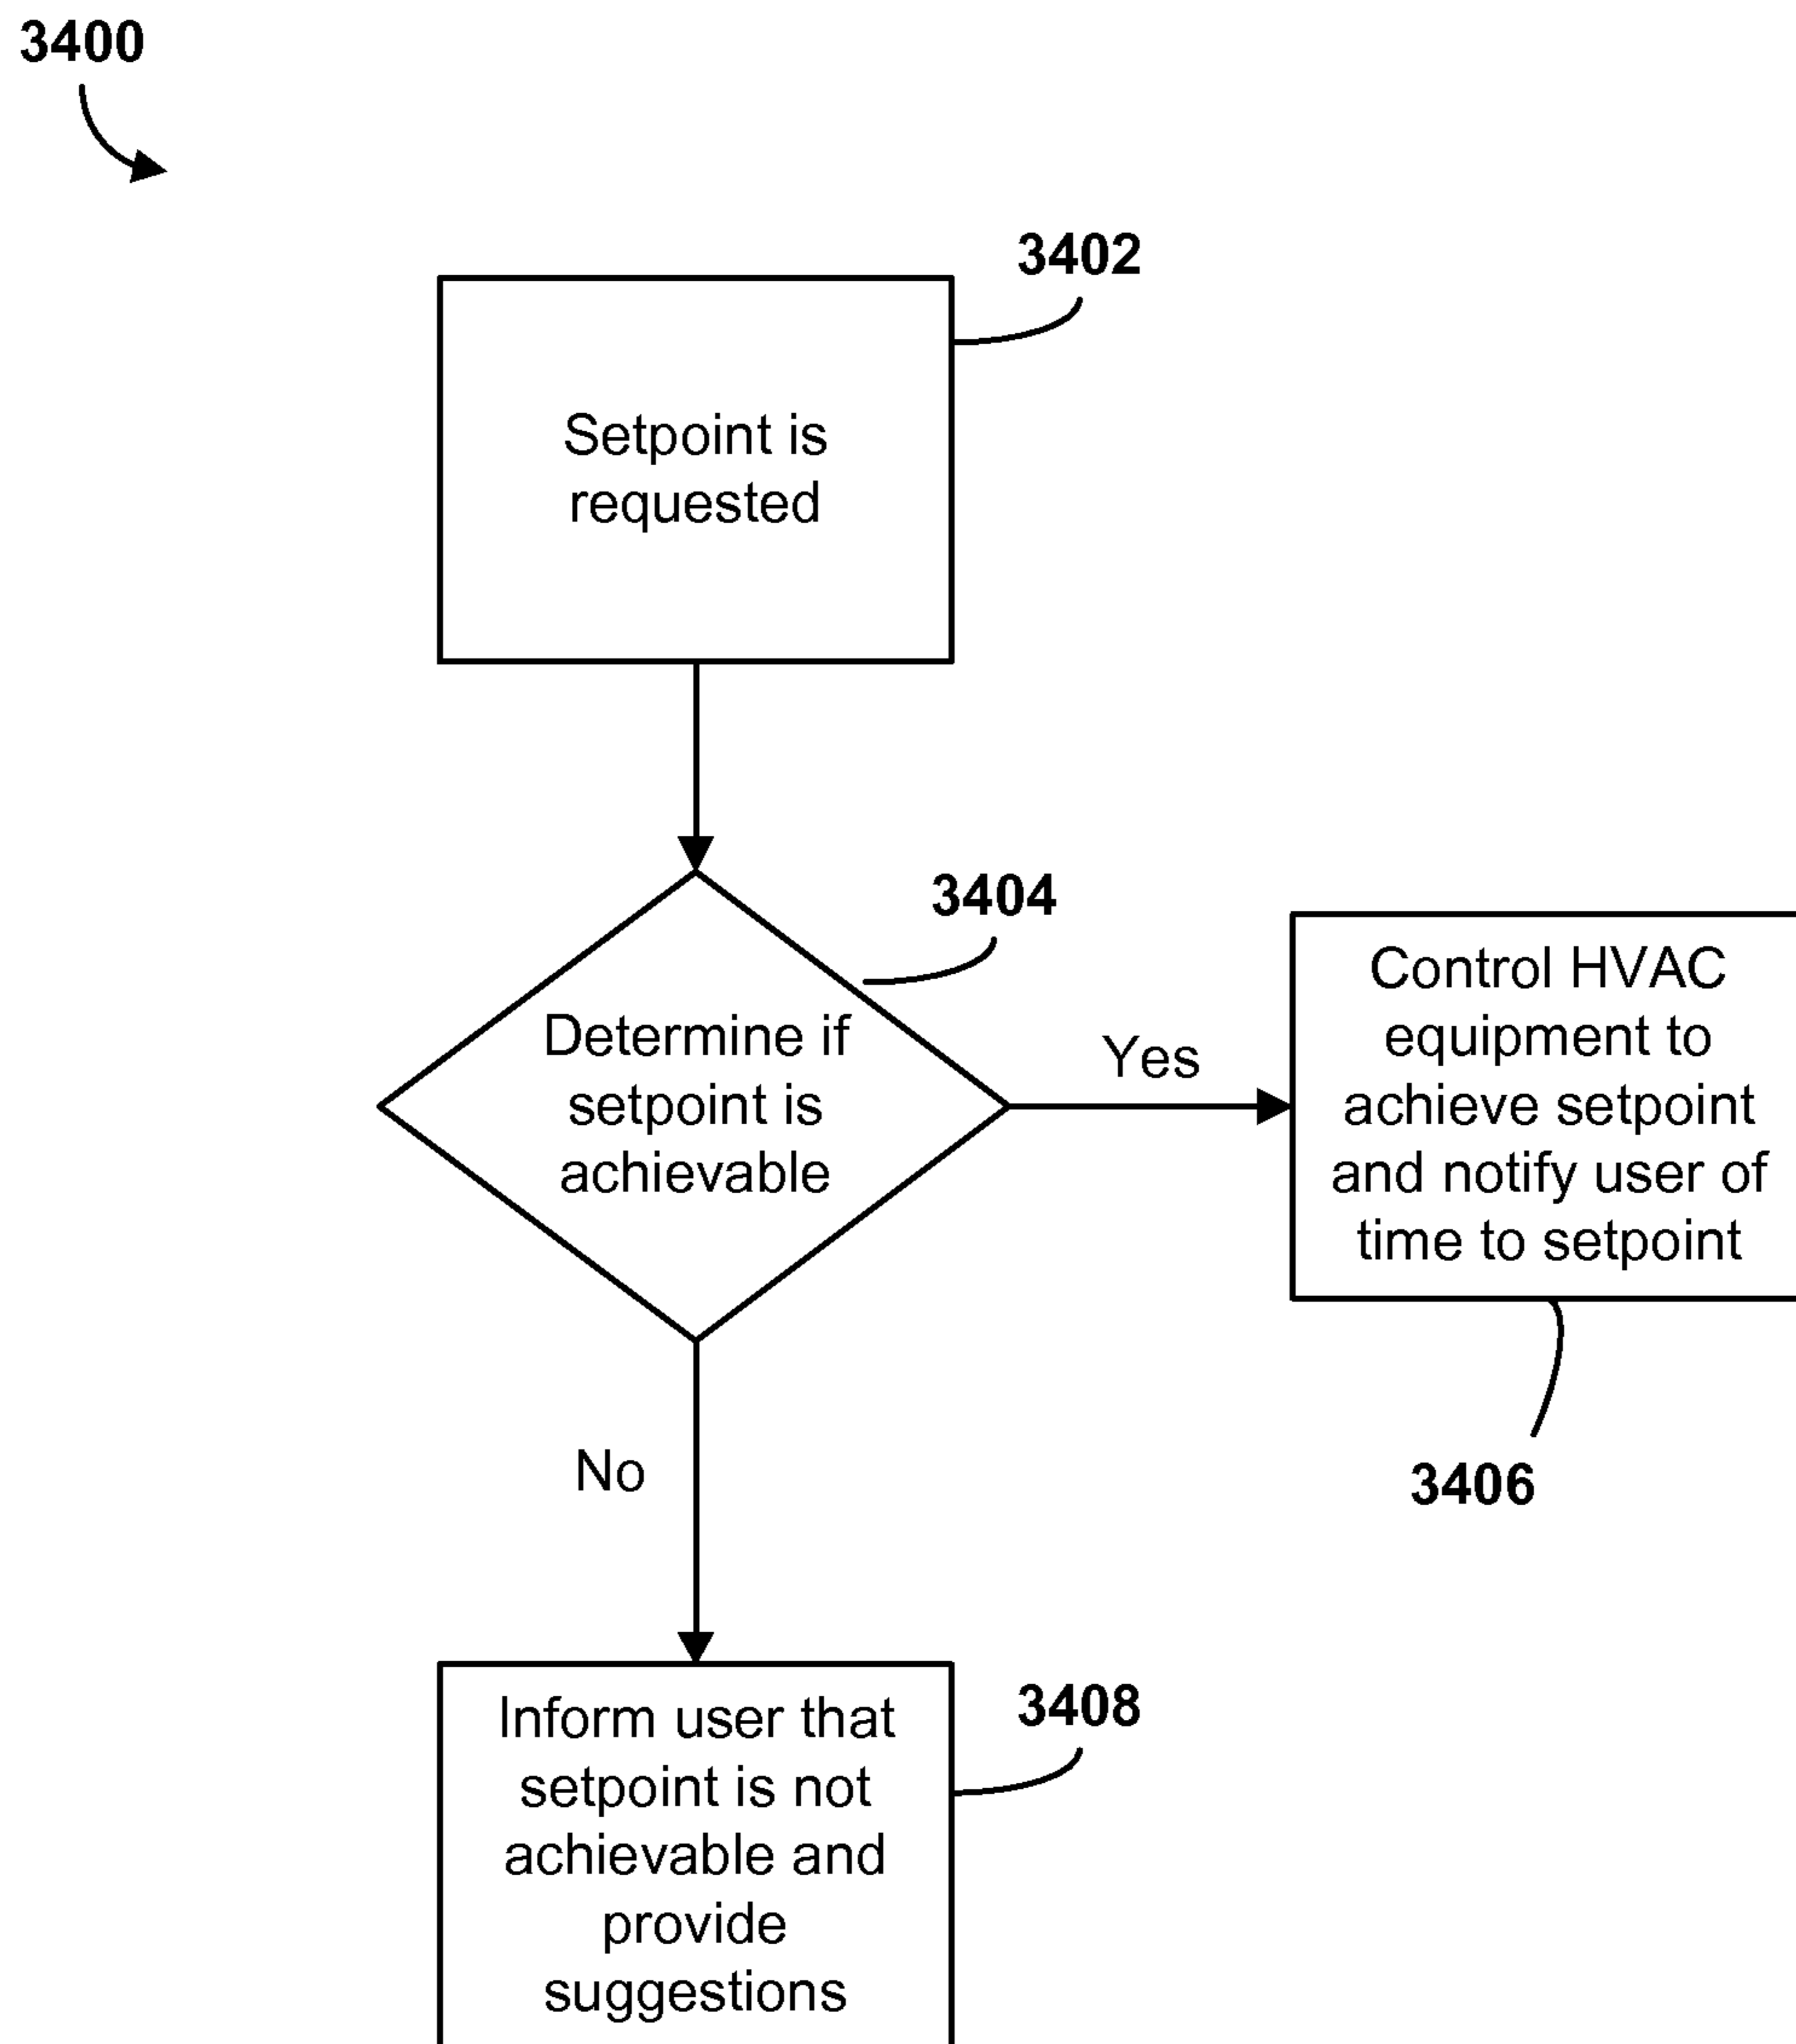 3400
3402
Setpoint is
requested
3404
Determine if
setpoint is
achievable
Yes
Control HVAC
equipment to
achieve setpoint
and notify user of
time to setpoint
3406
No
3408
Inform user that
setpoint is not
achievable and
provide
suggestions